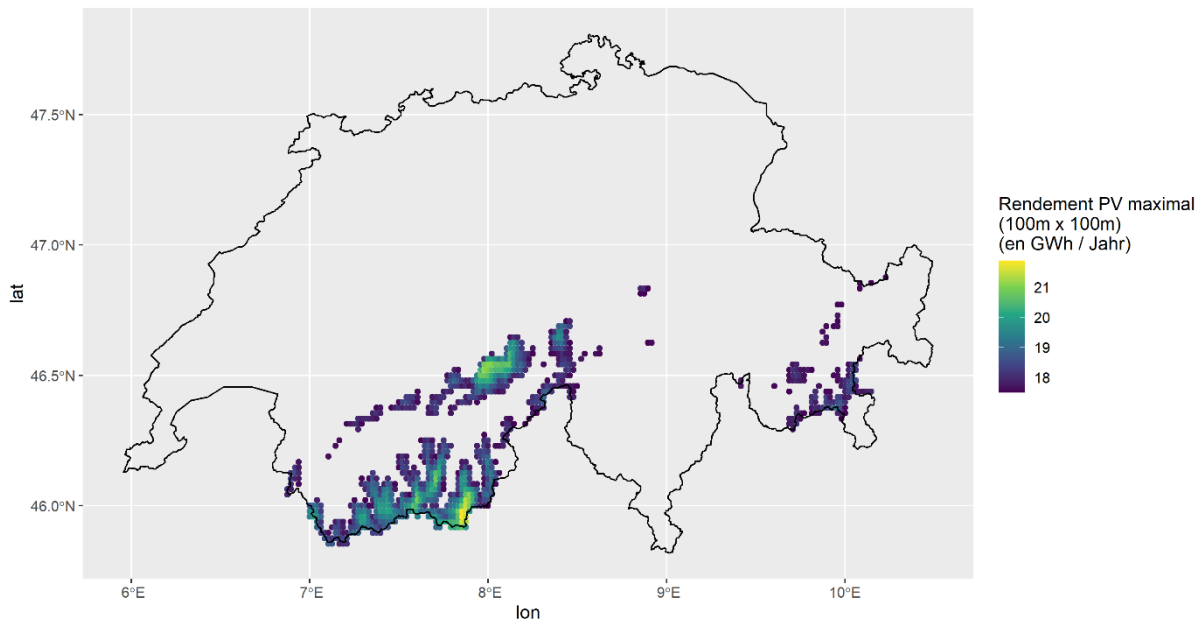 47.5°N
47.0°N
46.5°N
46.0°N
lat
6°E 7°E 8°E 9°E 10°E
lon
Rendement PV maximal
(100m x 100m)
(en GWh / Jahr)
21
20
19
18